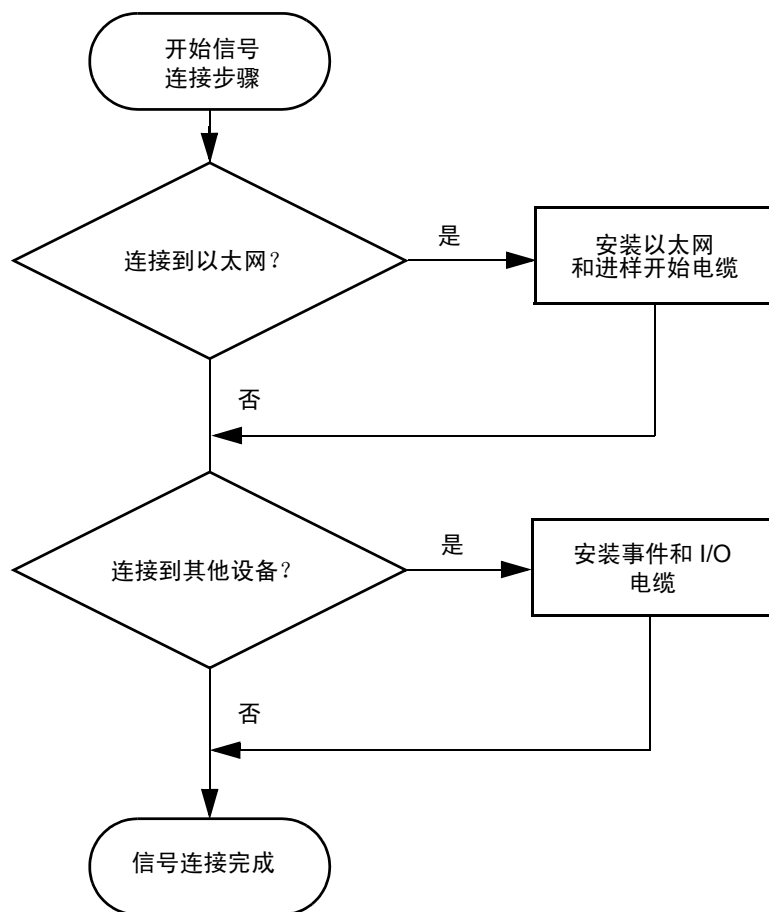 开始信号
连接步骤
连接到以太网？
是
安装以太网
和进样开始电缆
否
连接到其他设备？
是
安装事件和 I/O
电缆
否
信号连接完成